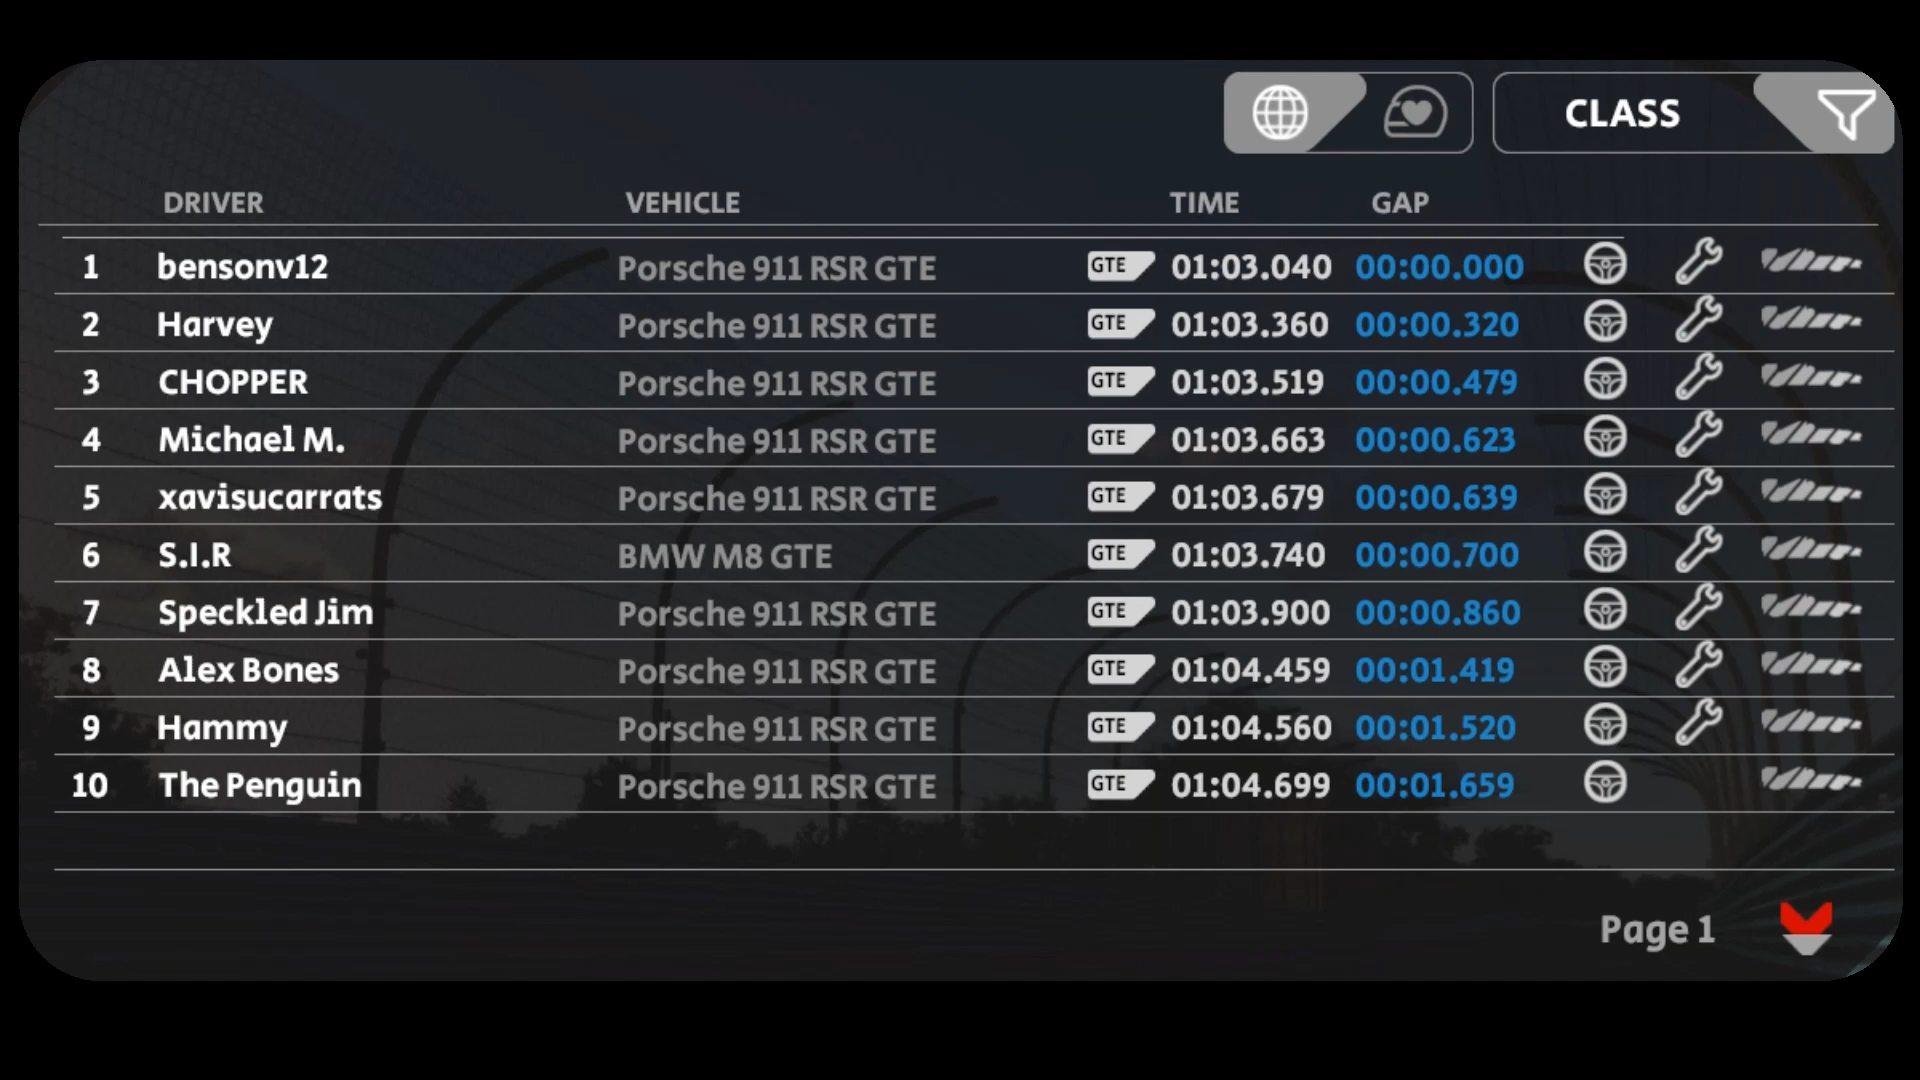 CLASS
DRIVER VEHICLE TIME GAP
1 bensonv12 Porsche 911 RSR GTE GTE 01:03.040 00:00.000
2 Harvey Porsche 911 RSR GTE GTE 01:03.360 00:00.320
3 CHOPPER Porsche 911 RSR GTE GTE 01:03.519 00:00.479
4 Michael M. Porsche 911 RSR GTE GTE 01:03.663 00:00.623
5 xavisucarrats Porsche 911 RSR GTE GTE 01:03.679 00:00.639
6 S.I.R BMW M8 GTE GTE 01:03.740 00:00.700
7 Speckled Jim Porsche 911 RSR GTE GTE 01:03.900 00:00.860
8 Alex Bones Porsche 911 RSR GTE GTE 01:04.459 00:01.419
9 Hammy Porsche 911 RSR GTE GTE 01:04.560 00:01.520
10 The Penguin Porsche 911 RSR GTE GTE 01:04.699 00:01.659
Page 1